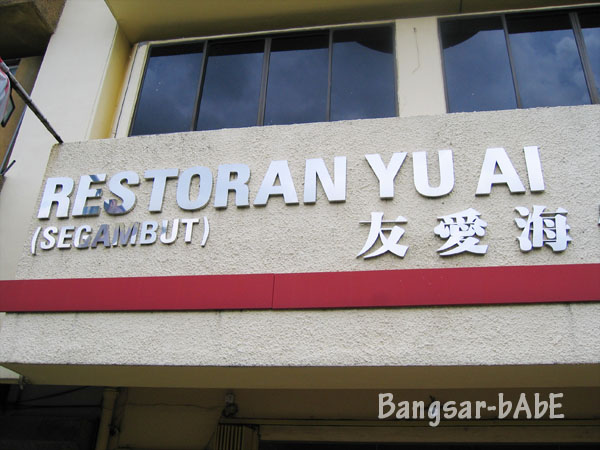 RESTORAN YU AI
(SEGAMBUT)
友愛海
Bangsar-bAbE